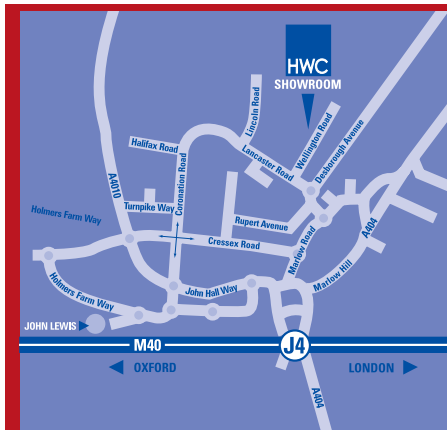 HWC
SHOWROOM
Lincoln Road
Wellington Road
Desborough Avenue
Halifax Road
Lancaster Road
A4010
Coronation Road
Turnpike Way
Holmers Farm Way
Rupert Avenue
Cressex Road
Marlow Road
A404
Holmers Farm Way
John Hall Way
Marlow Hill
JOHN LEWIS
M40
J4
OXFORD
LONDON
A404